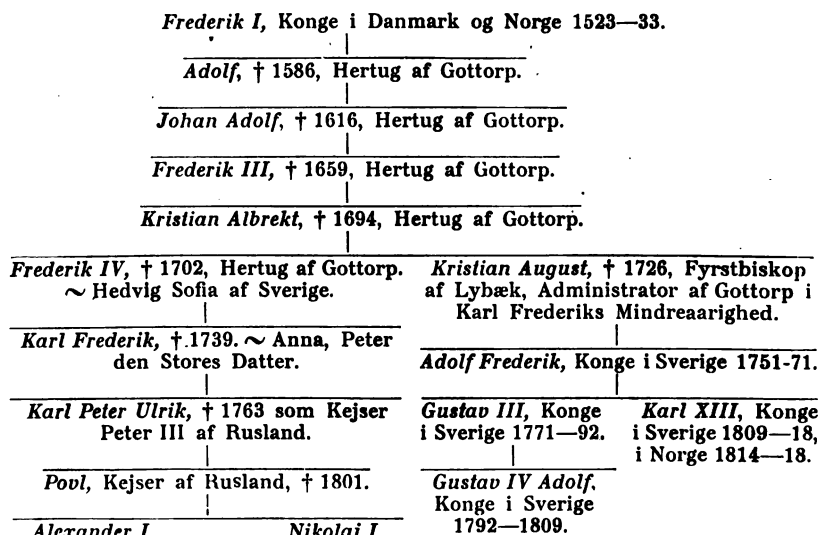 Frederik I, Konge i Danmark og Norge 1523—33.
Adolf, † 1586, Hertug af Gottorp.
Johan Adolf, † 1616, Hertug af Gottorp.
Frederik III, † 1659, Hertug af Gottorp.
Kristian Albrekt, † 1694, Hertug af Gottorp.
Frederik IV, † 1702, Hertug af Gottorp.
~ Hedvig Sofia af Sverige.
Kristian August, † 1726, Fyrstbiskop
af Lybæk, Administrator af Gottorp i
Karl Frederiks Mindreaarighed.
Karl Frederik, †.1739. ~ Anna, Peter
den Stores Datter.
Adolf Frederik, Konge i Sverige 1751-71.
Karl Peter Ulrik, † 1763 som Kejser
Peter III af Rusland.
Gustav III, Konge
i Sverige 1771—92.
Karl XIII, Konge
i Sverige 1809—18,
i Norge 1814—18.
Povl, Kejser af Rusland, † 1801.
Gustav IV Adolf,
Konge i Sverige
1792—1809.
Alexander I
Nikolaj I